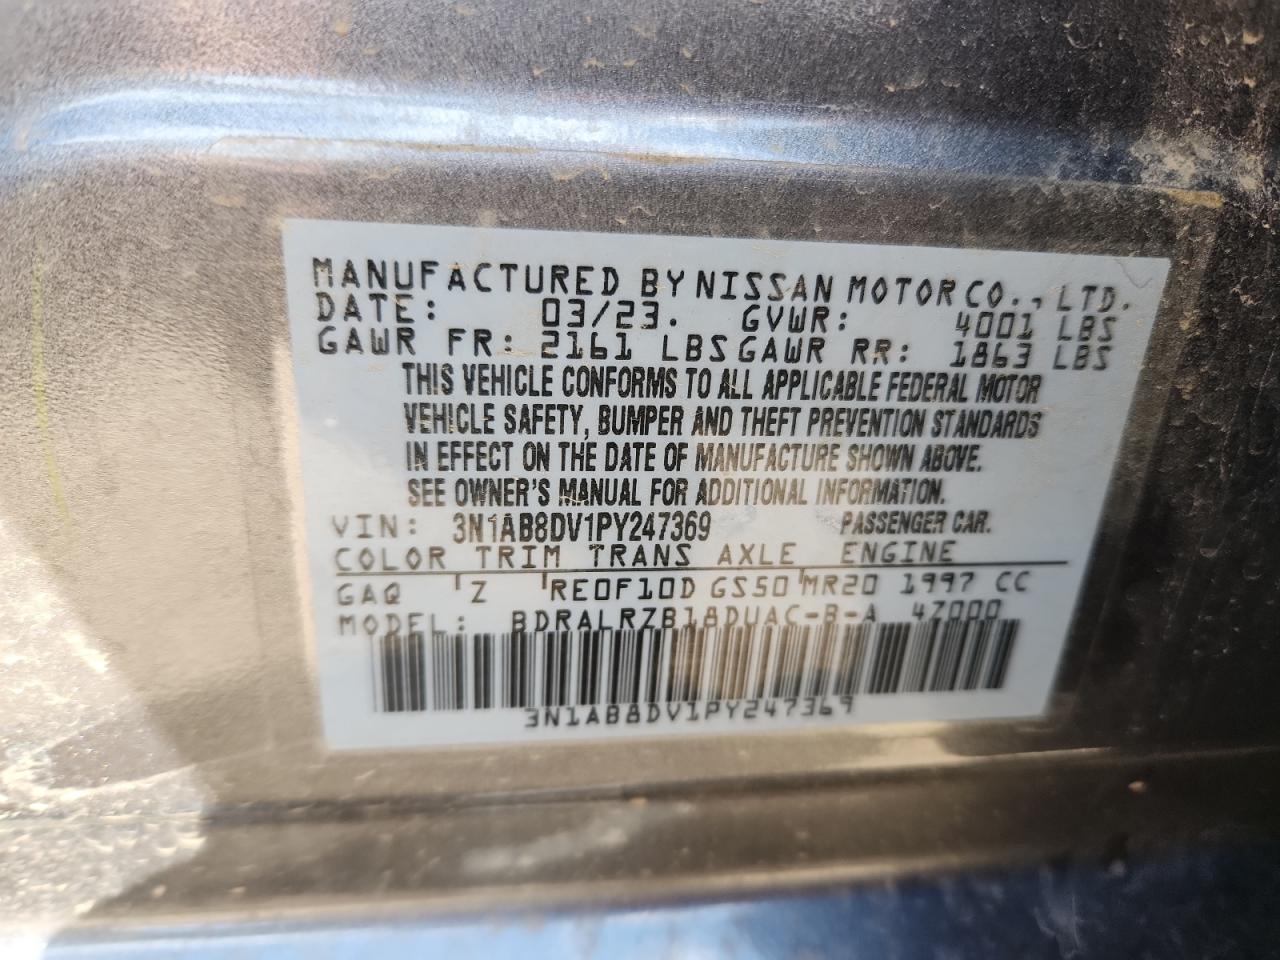 MANUFACTURED BY NISSAN MOTOR CO., LTD.
DATE: 03/23. GVWR: 4001 LBS
GAWR FR: 2161 LBS GAWR RR: 1863 LBS
THIS VEHICLE CONFORMS TO ALL APPLICABLE FEDERAL MOTOR
VEHICLE SAFETY, BUMPER AND THEFT PREVENTION STANDARDS
IN EFFECT ON THE DATE OF MANUFACTURE SHOWN ABOVE.
SEE OWNER'S MANUAL FOR ADDITIONAL INFORMATION.
VIN: 3N1AB8DV1PY247369 PASSENGER CAR.
COLOR TRIM TRANS AXLE ENGINE
GAQ Z RE0F10D GS50 MR20 1997 CC
MODEL: BDRALRZB18DUAC-B-A 4Z000
3N1AB8DV1PY247369